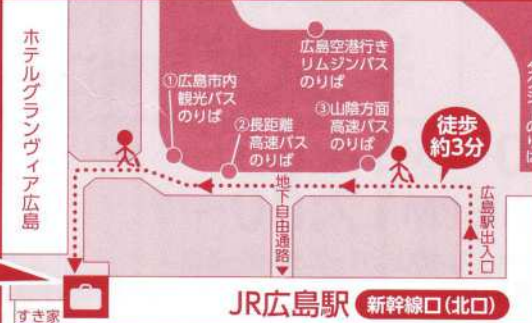 ホテルグランヴィア広島
①広島市内
観光バス
のりば
②長距離
高速バス
のりば
広島空港行き
リムジンバス
のりば
③山陰方面
高速バス
のりば
徒歩
約3分
地下自由通路
広島駅出入口
JR広島駅 新幹線口(北口)
すき家